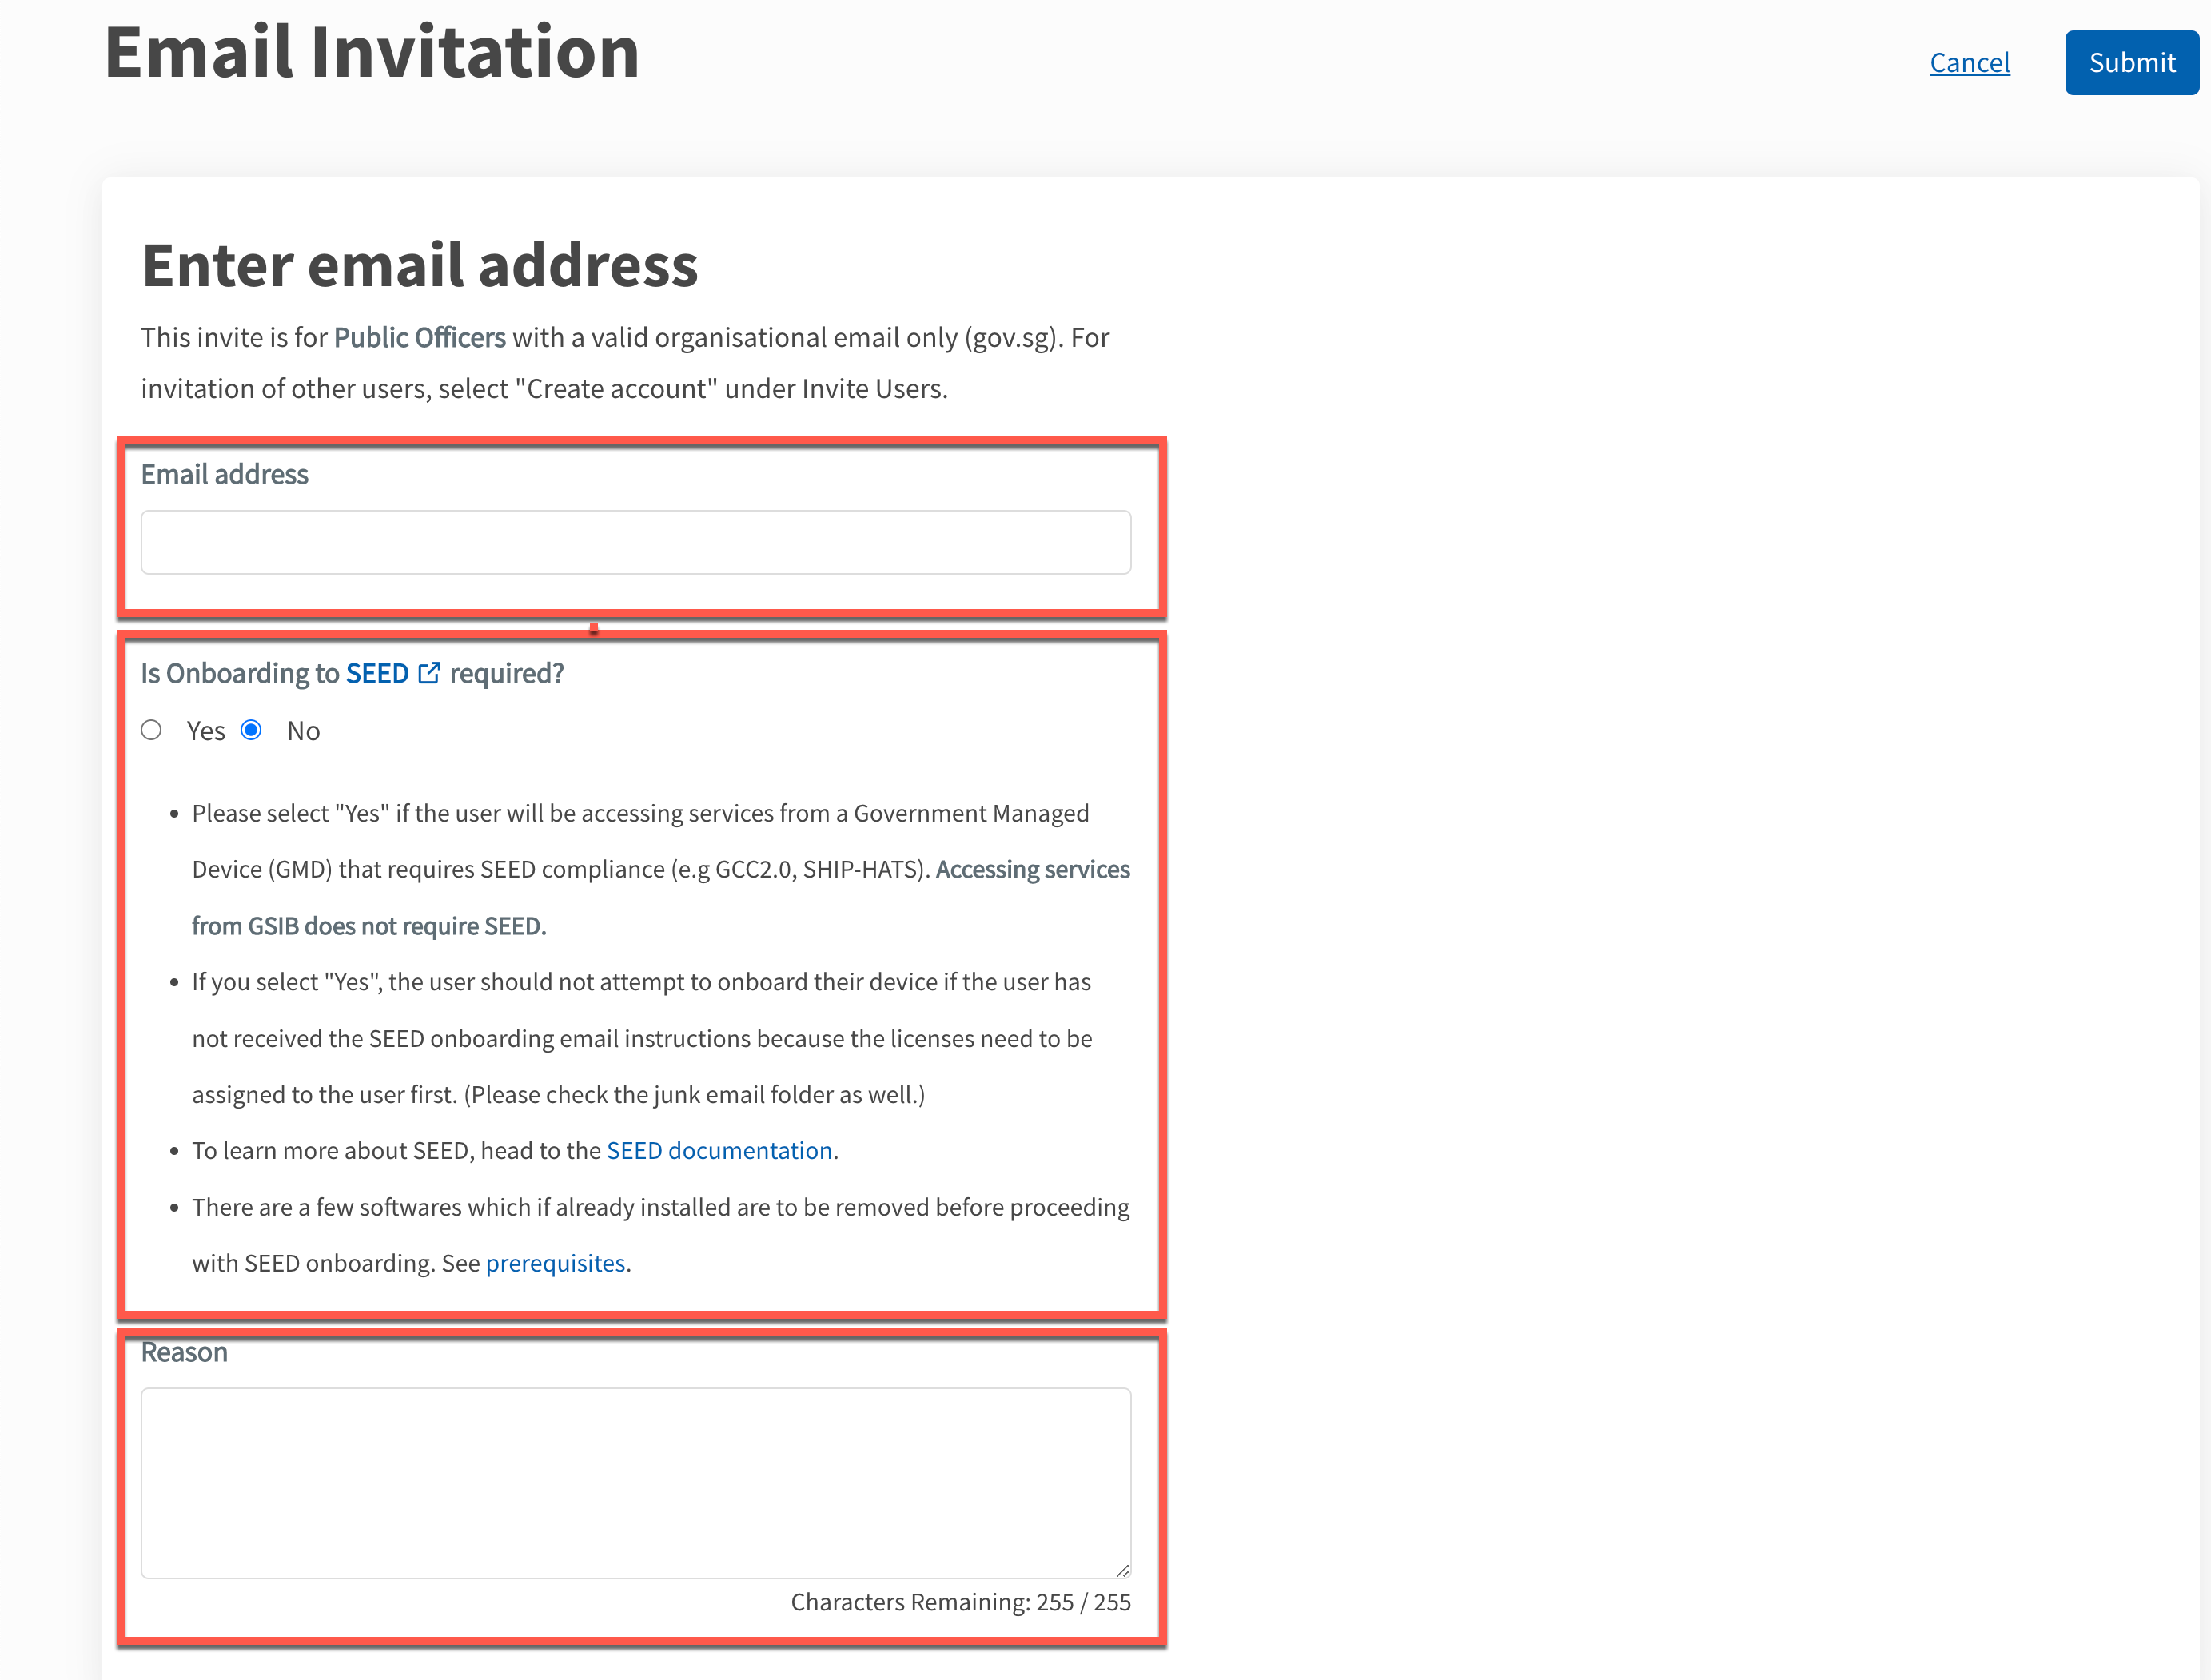 Email Invitation
Cancel
Submit
Enter email address
This invite is for Public Officers with a valid organisational email only (gov.sg). For
invitation of other users, select "Create account" under Invite Users.
Email address
Is Onboarding to SEED required?
Yes
No
• Please select "Yes" if the user will be accessing services from a Government Managed
Device (GMD) that requires SEED compliance (e.g GCC2.0, SHIP-HATS). Accessing services
from GSIB does not require SEED.
• If you select "Yes", the user should not attempt to onboard their device if the user has
not received the SEED onboarding email instructions because the licenses need to be
assigned to the user first. (Please check the junk email folder as well.)
• To learn more about SEED, head to the SEED documentation.
• There are a few softwares which if already installed are to be removed before proceeding
with SEED onboarding. See prerequisites.
Reason
Characters Remaining: 255 / 255